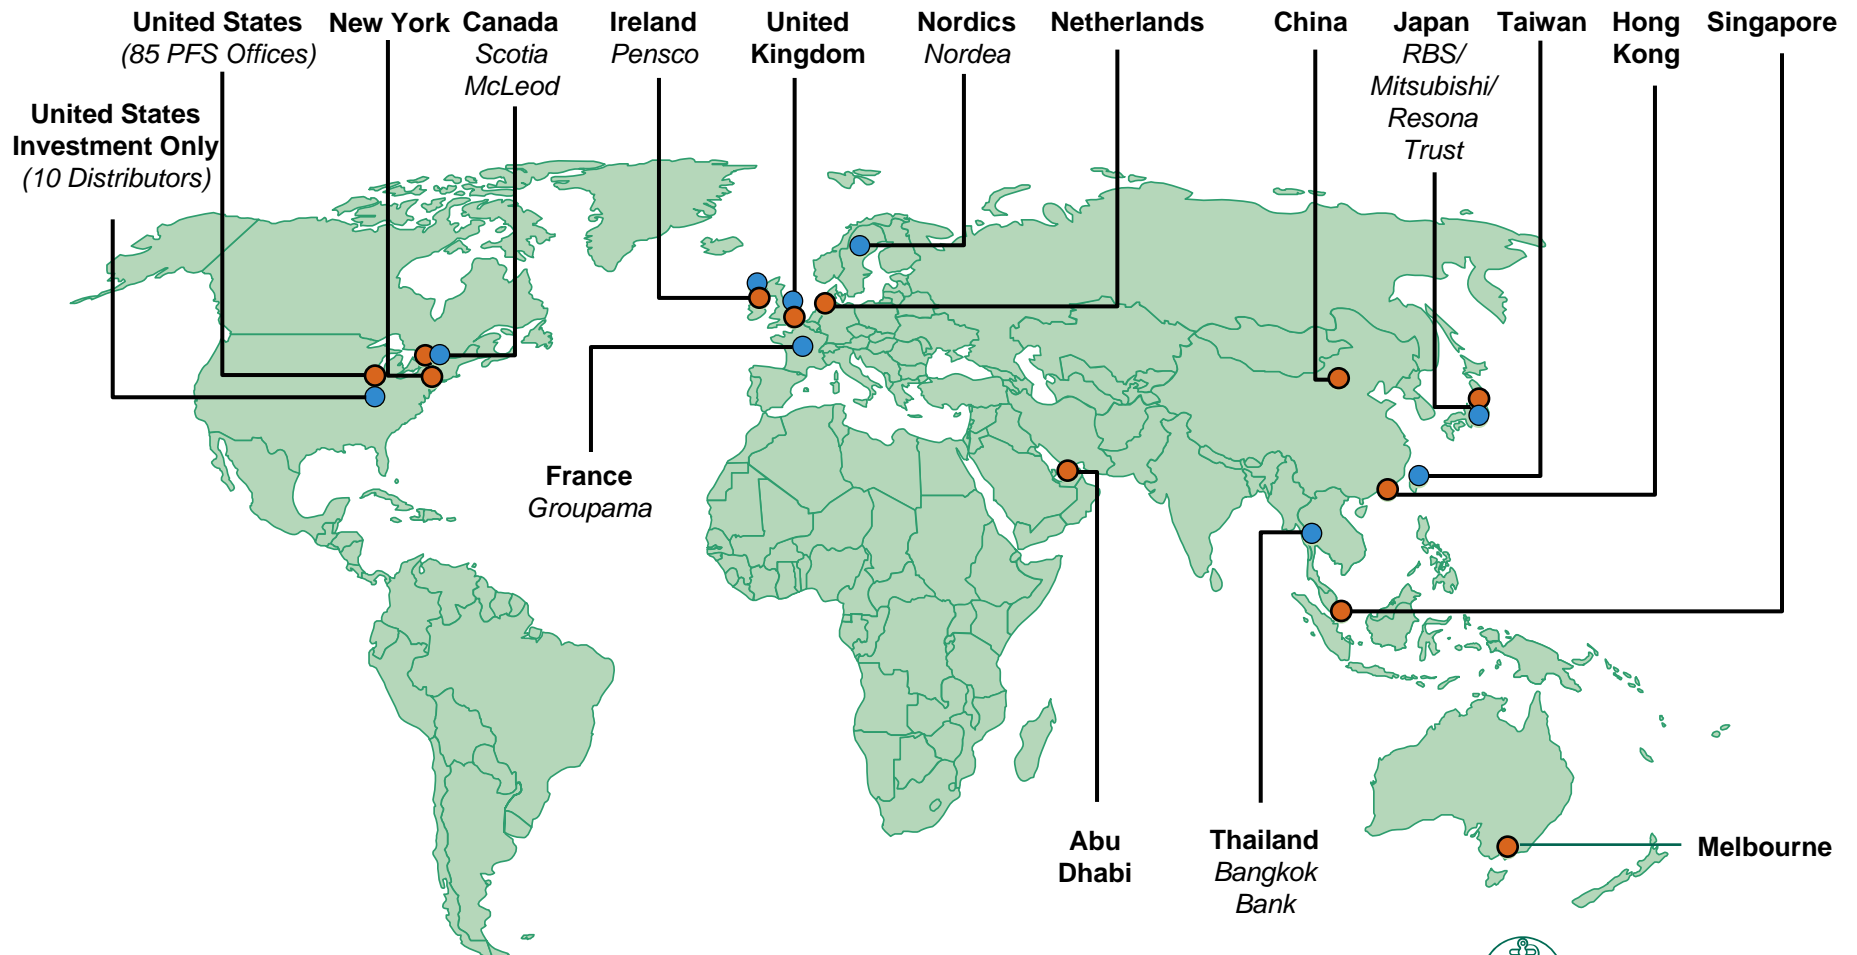 United States
(85 PFS Offices)
New York
Canada
Scotia
McLeod
Ireland
Pensco
United
Kingdom
Nordics
Nordea
Netherlands
China
Japan
RBS/
Mitsubishi/
Resona
Trust
Taiwan
Hong
Kong
Singapore
United States
Investment Only
(10 Distributors)
France
Groupama
Abu
Dhabi
Thailand
Bangkok
Bank
Melbourne